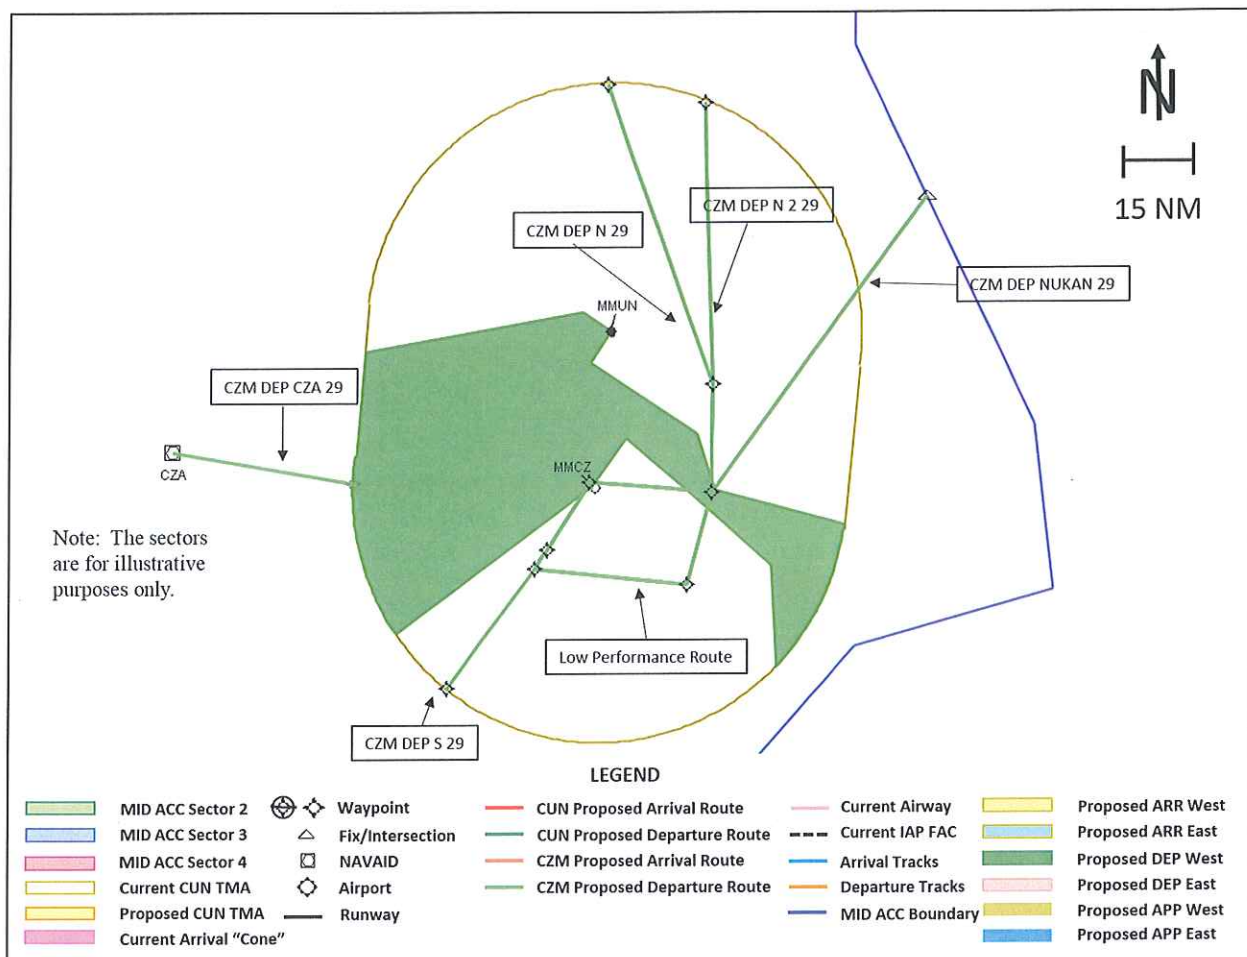 N
15 NM
CZM DEP N 2 29
CZM DEP N 29
CZM DEP NUKAN 29
MMUN
CZM DEP CZA 29
CZA
MMCZ
Note: The sectors
are for illustrative
purposes only.
Low Performance Route
CZM DEP S 29
LEGEND
MID ACC Sector 2
MID ACC Sector 3
MID ACC Sector 4
Current CUN TMA
Proposed CUN TMA
Current Arrival “Cone”
Waypoint
Fix/Intersection
NAVAID
Airport
Runway
CUN Proposed Arrival Route
CUN Proposed Departure Route
CZM Proposed Arrival Route
CZM Proposed Departure Route
Current Airway
Current IAP FAC
Arrival Tracks
Departure Tracks
MID ACC Boundary
Proposed ARR West
Proposed ARR East
Proposed DEP West
Proposed DEP East
Proposed APP West
Proposed APP East